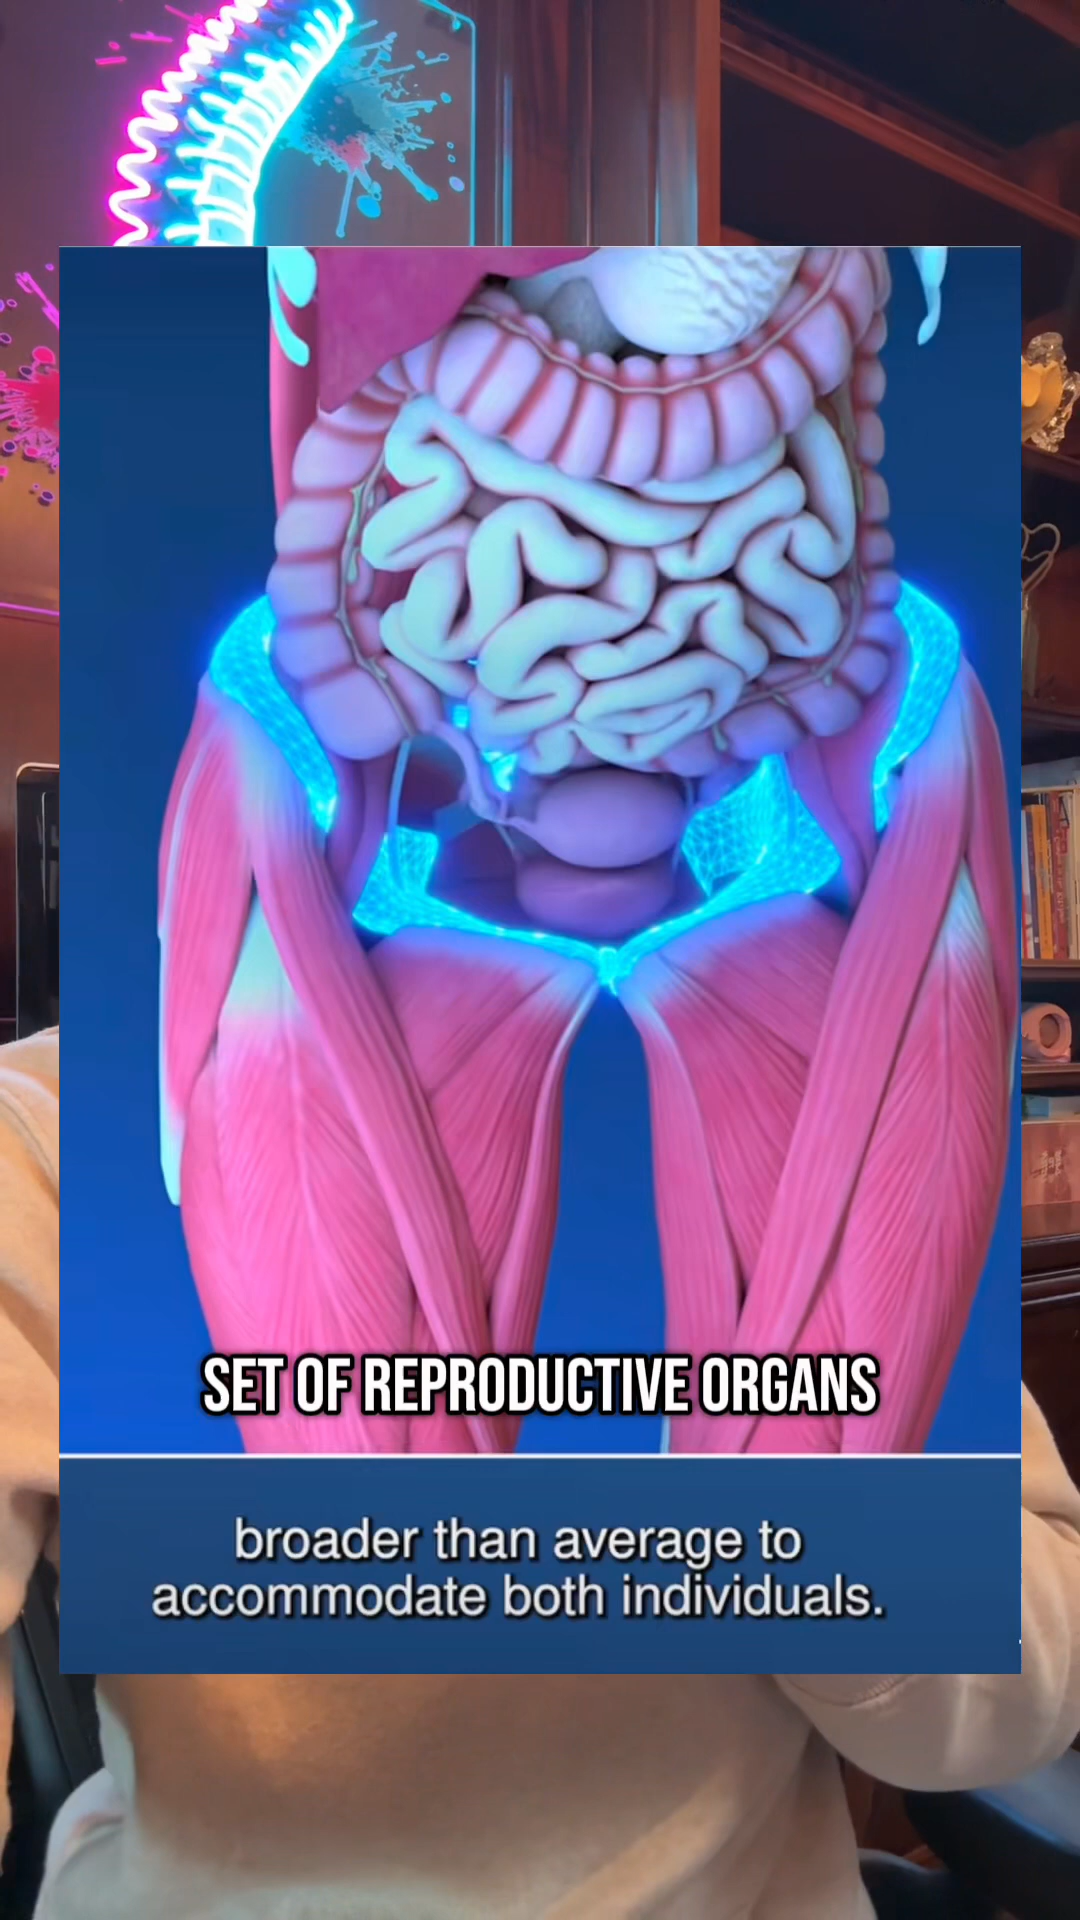 SET OF REPRODUCTIVE ORGANS
broader than average to
accommodate both individuals.